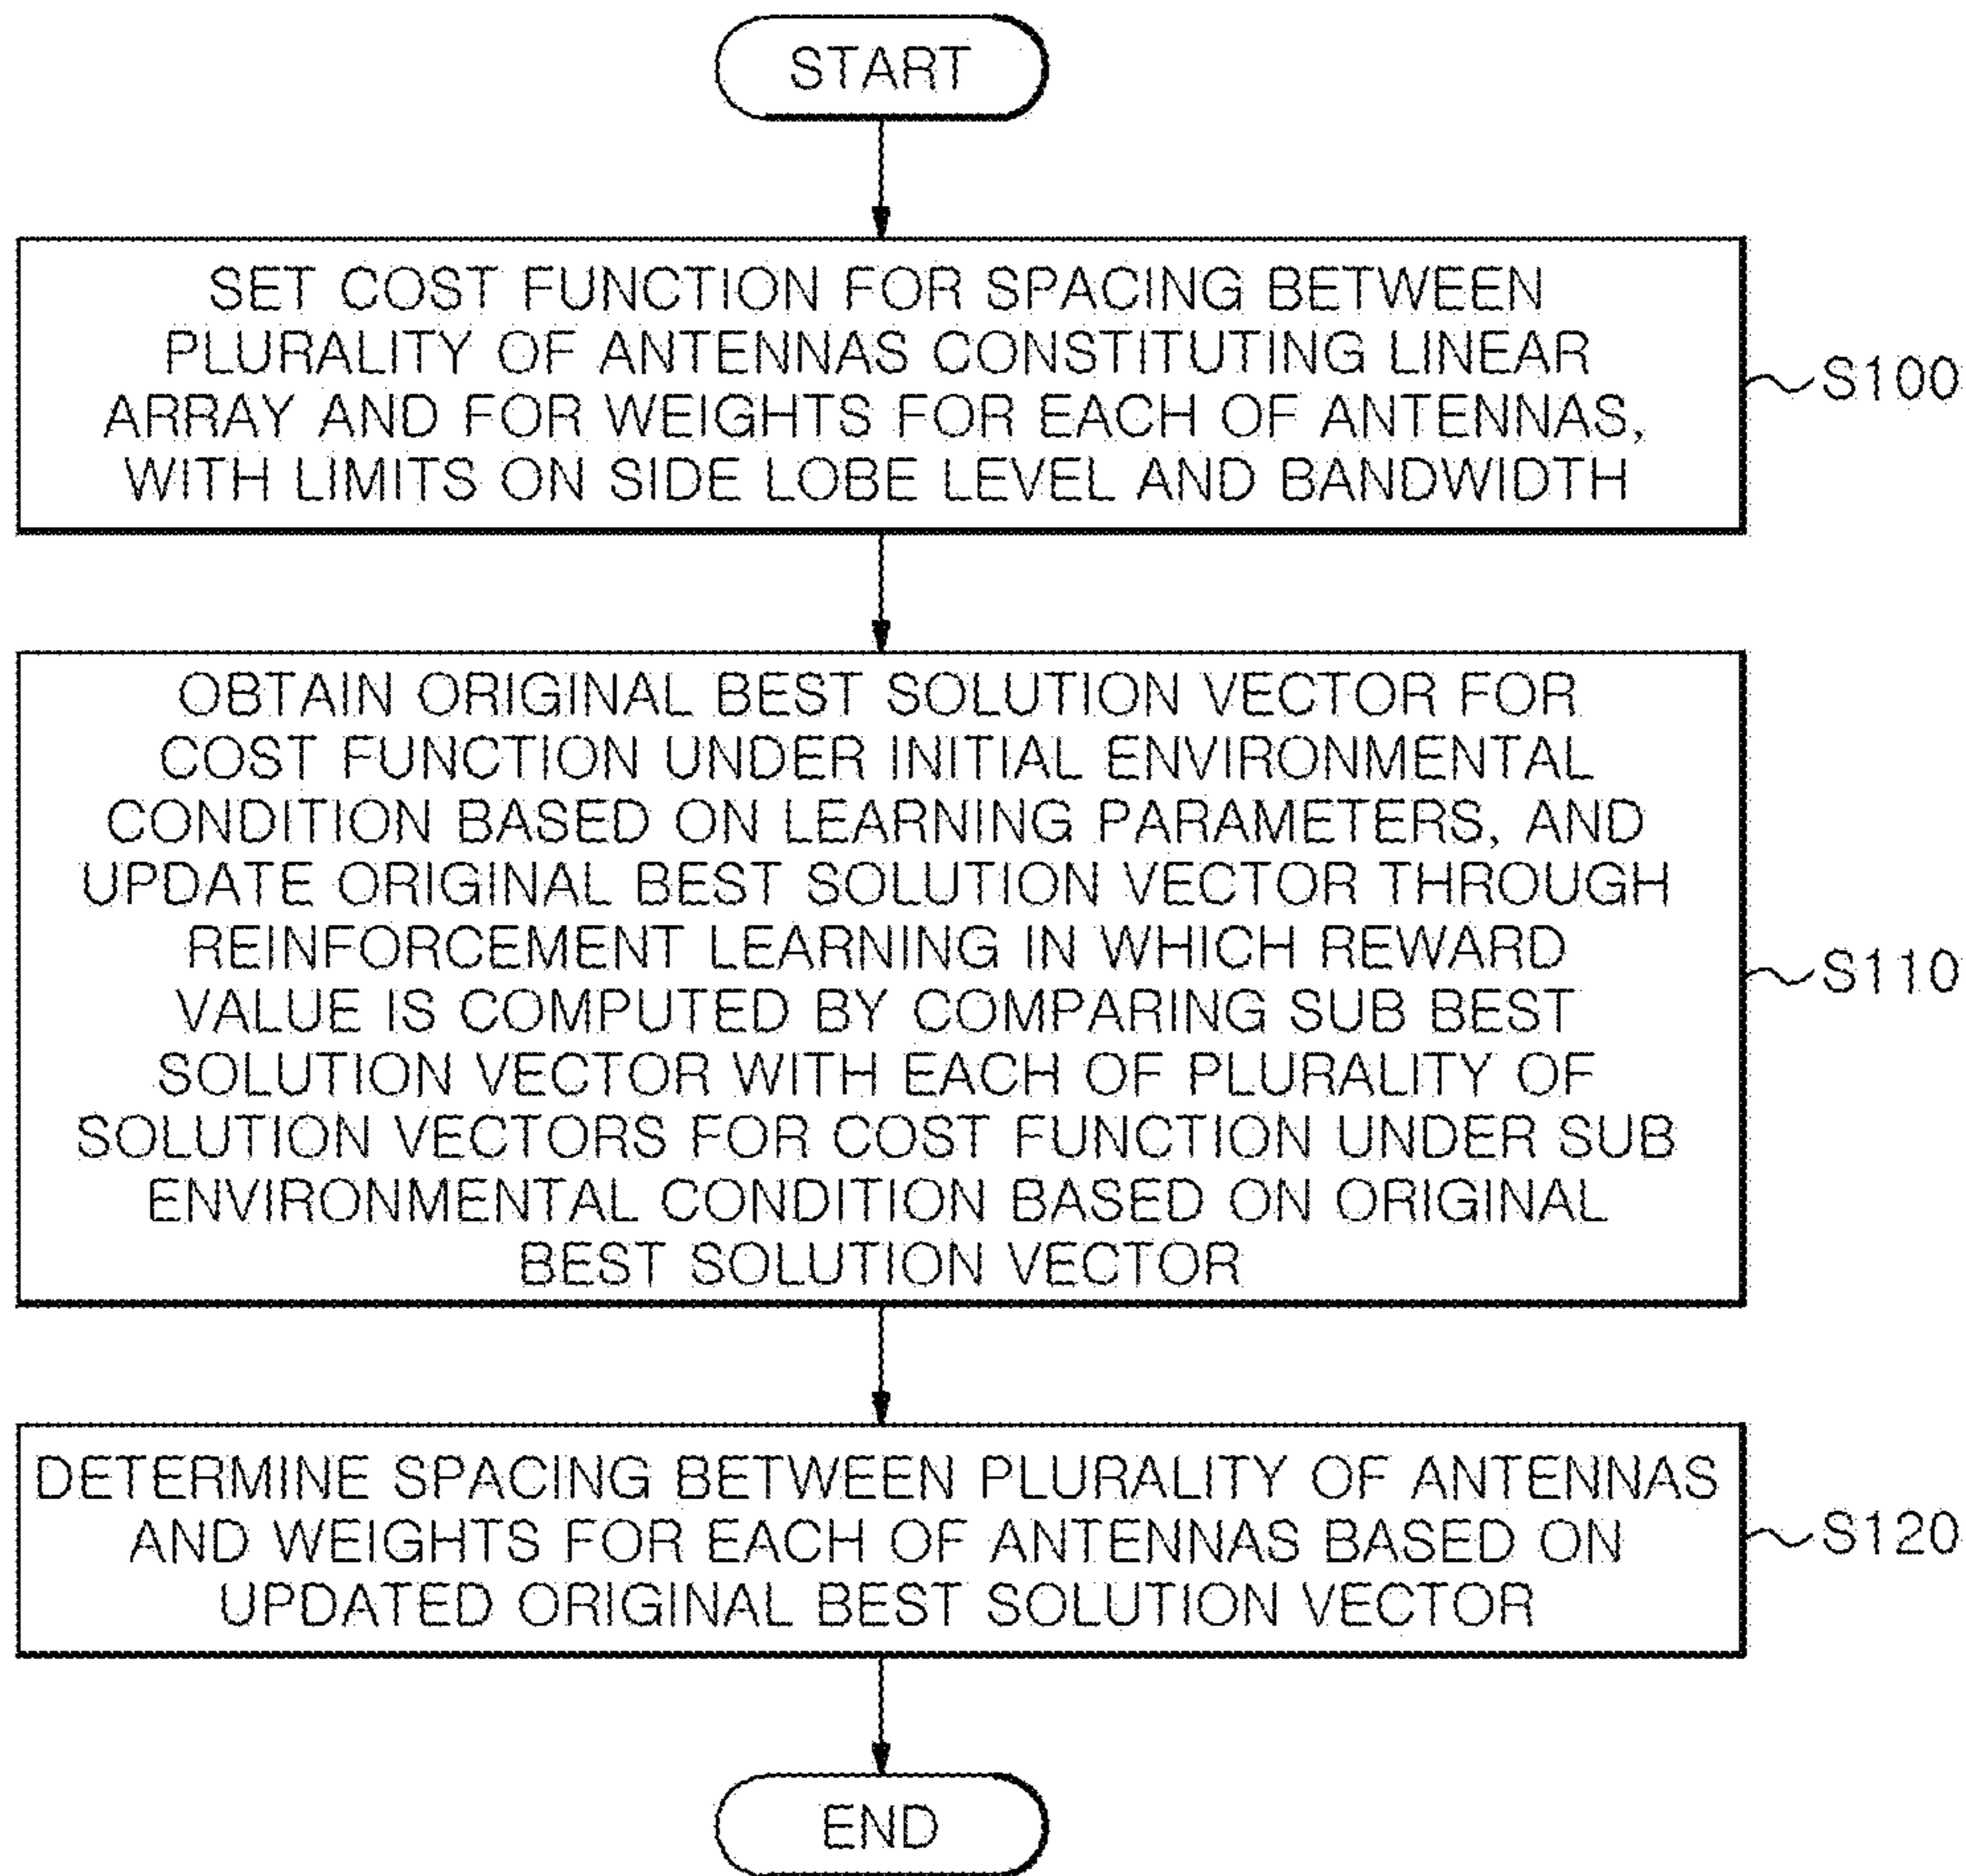 START
SET COST FUNCTION FOR SPACING BETWEEN
PLURALITY OF ANTENNAS CONSTITUTING LINEAR
ARRAY AND FOR WEIGHTS FOR EACH OF ANTENNAS,
WITH LIMITS ON SIDE LOBE LEVEL AND BANDWIDTH
S100
OBTAIN ORIGINAL BEST SOLUTION VECTOR FOR
COST FUNCTION UNDER INITIAL ENVIRONMENTAL
CONDITION BASED ON LEARNING PARAMETERS, AND
UPDATE ORIGINAL BEST SOLUTION VECTOR THROUGH
REINFORCEMENT LEARNING IN WHICH REWARD
VALUE IS COMPUTED BY COMPARING SUB BEST
SOLUTION VECTOR WITH EACH OF PLURALITY OF
SOLUTION VECTORS FOR COST FUNCTION UNDER SUB
ENVIRONMENTAL CONDITION BASED ON ORIGINAL
BEST SOLUTION VECTOR
S110
DETERMINE SPACING BETWEEN PLURALITY OF ANTENNAS
AND WEIGHTS FOR EACH OF ANTENNAS BASED ON
UPDATED ORIGINAL BEST SOLUTION VECTOR
S120
END